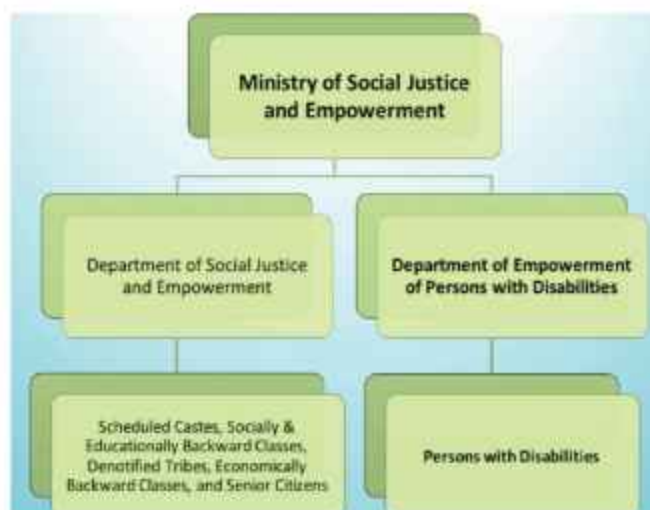 Ministry of Social Justice
and Empowerment
Department of Social Justice
and Empowerment
Department of Empowerment
of Persons with Disabilities
Scheduled Castes, Socially &
Educationally Backward Classes,
Denotified Tribes, Economically
Backward Classes, and Senior Citizens
Persons with Disabilities